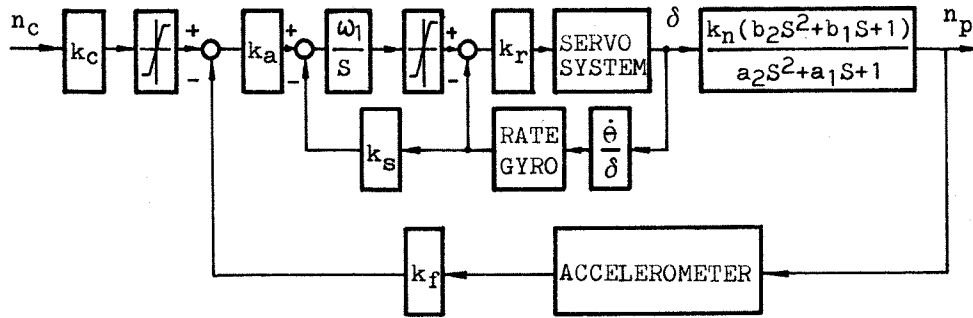 n_c
k_c
+
-
k_a
+
-
ω_1
S
+
-
k_r
SERVO
SYSTEM
δ
k_n(b_2S^2+b_1S+1)
a_2S^2+a_1S+1
n_p
k_s
RATE
GYRO
θ̇
δ
k_f
ACCELEROMETER